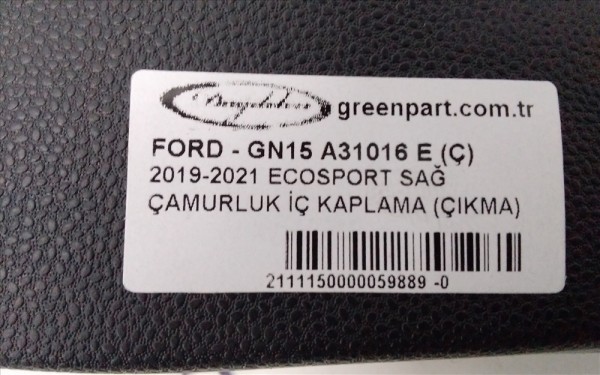 greenpart.com.tr
FORD - GN15 A31016 E (Ç)
2019-2021 ECOSPORT SAĞ
ÇAMURLUK İÇ KAPLAMA (ÇIKMA)
2111150000059889 -0